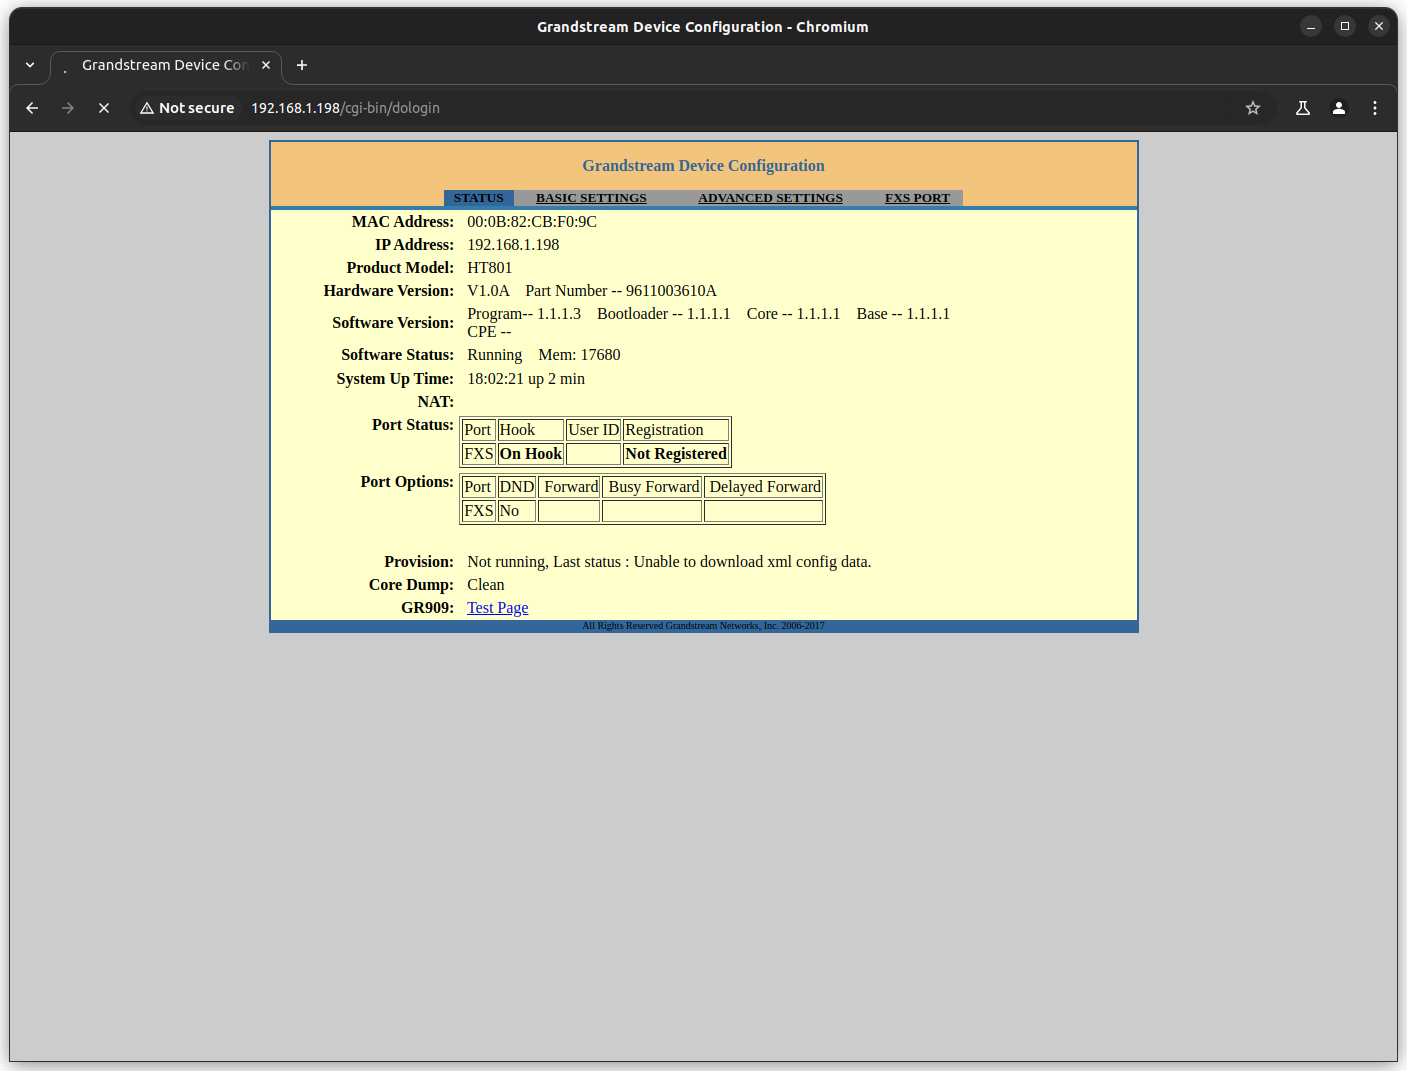 Grandstream Device Configuration - Chromium
Grandstream Device Con
Not secure 192.168.1.198/cgi-bin/dologin
Grandstream Device Configuration
STATUS BASIC SETTINGS ADVANCED SETTINGS FXS PORT
MAC Address: 00:0B:82:CB:F0:9C
IP Address: 192.168.1.198
Product Model: HT801
Hardware Version: V1.0A Part Number -- 9611003610A
Software Version: Program-- 1.1.1.3 Bootloader -- 1.1.1.1 Core -- 1.1.1.1 Base -- 1.1.1.1
CPE --
Software Status: Running Mem: 17680
System Up Time: 18:02:21 up 2 min
NAT:
Port Status: Port Hook User ID Registration
FXS On Hook Not Registered
Port Options: Port DND Forward Busy Forward Delayed Forward
FXS No
Provision: Not running, Last status : Unable to download xml config data.
Core Dump: Clean
GR909: Test Page
All Rights Reserved Grandstream Networks, Inc. 2006-2017